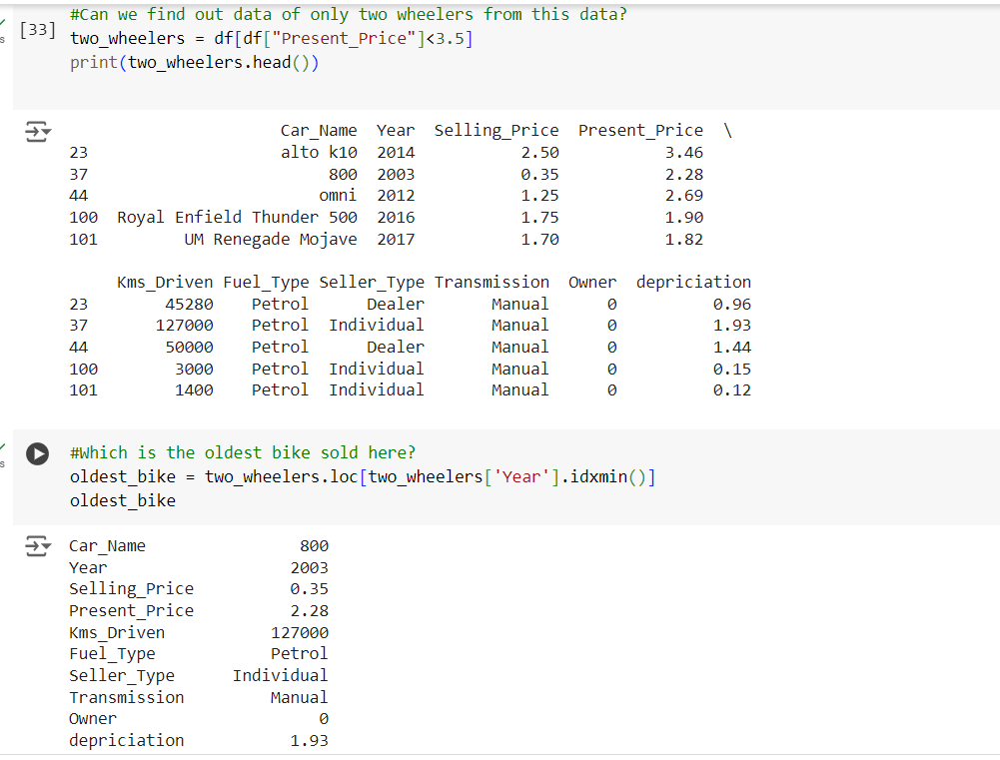 #Can we find out data of only two wheelers from this data?
[33] two_wheelers = df[df["Present_Price"]<3.5]
print(two_wheelers.head())
Car_Name Year Selling_Price Present_Price \
23 alto k10 2014 2.50 3.46
37 800 2003 0.35 2.28
44 omni 2012 1.25 2.69
100 Royal Enfield Thunder 500 2016 1.75 1.90
101 UM Renegade Mojave 2017 1.70 1.82
Kms_Driven Fuel_Type Seller_Type Transmission Owner depriciation
23 45280 Petrol Dealer Manual 0 0.96
37 127000 Petrol Individual Manual 0 1.93
44 50000 Petrol Dealer Manual 0 1.44
100 3000 Petrol Individual Manual 0 0.15
101 1400 Petrol Individual Manual 0 0.12
#Which is the oldest bike sold here?
oldest_bike = two_wheelers.loc[two_wheelers['Year'].idxmin()]
oldest_bike
Car_Name 800
Year 2003
Selling_Price 0.35
Present_Price 2.28
Kms_Driven 127000
Fuel_Type Petrol
Seller_Type Individual
Transmission Manual
Owner 0
depriciation 1.93